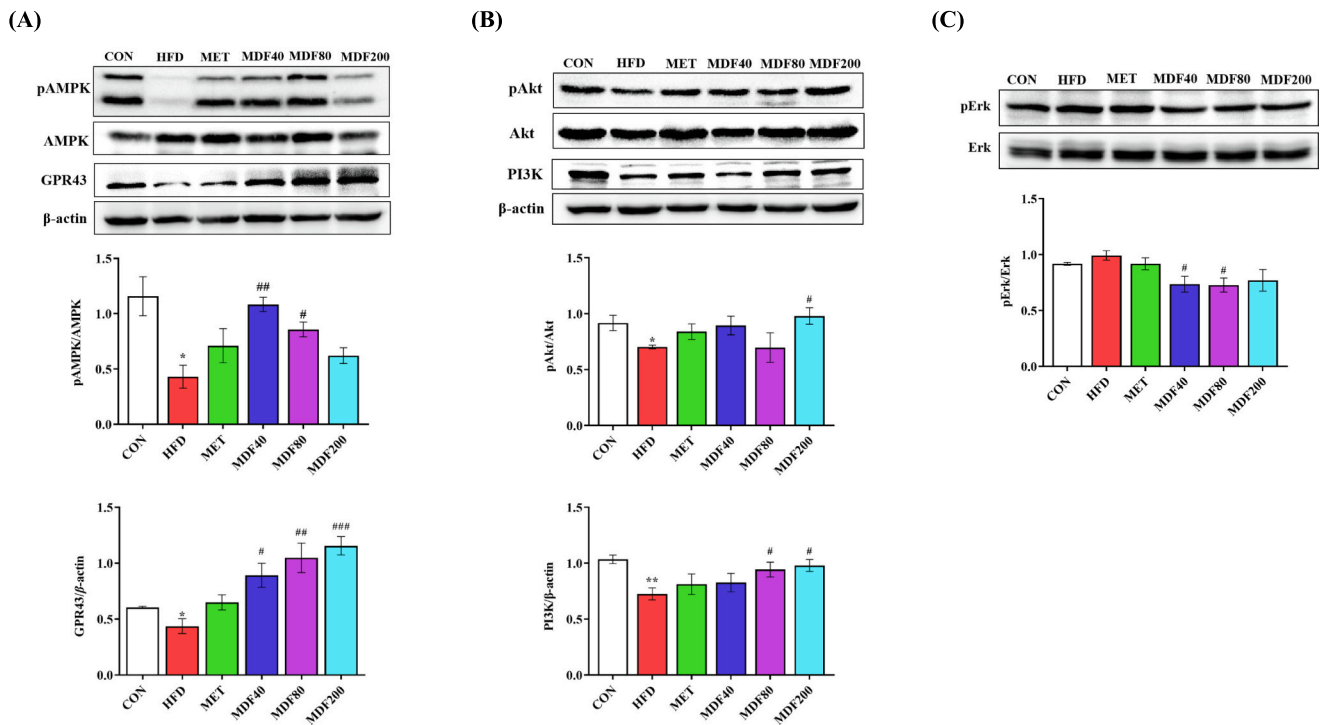 (A)
CON HFD MET MDF40 MDF80 MDF200
pAMPK
AMPK
GPR43
β-actin
pAMPK/AMPK
1.5
1.0
0.5
0.0
##
#
*
CON HFD MET MDF40 MDF80 MDF200
GPR43/β-actin
1.5
1.0
0.5
0.0
*
#
##
###
CON HFD MET MDF40 MDF80 MDF200
(B)
CON HFD MET MDF40 MDF80 MDF200
pAkt
Akt
PI3K
β-actin
pAkt/Akt
1.5
1.0
0.5
0.0
*
#
CON HFD MET MDF40 MDF80 MDF200
PI3K/β-actin
1.5
1.0
0.5
0.0
**
#
#
CON HFD MET MDF40 MDF80 MDF200
(C)
CON HFD MET MDF40 MDF80 MDF200
pErk
Erk
pErk/Erk
1.5
1.0
0.5
0.0
#
#
CON HFD MET MDF40 MDF80 MDF200